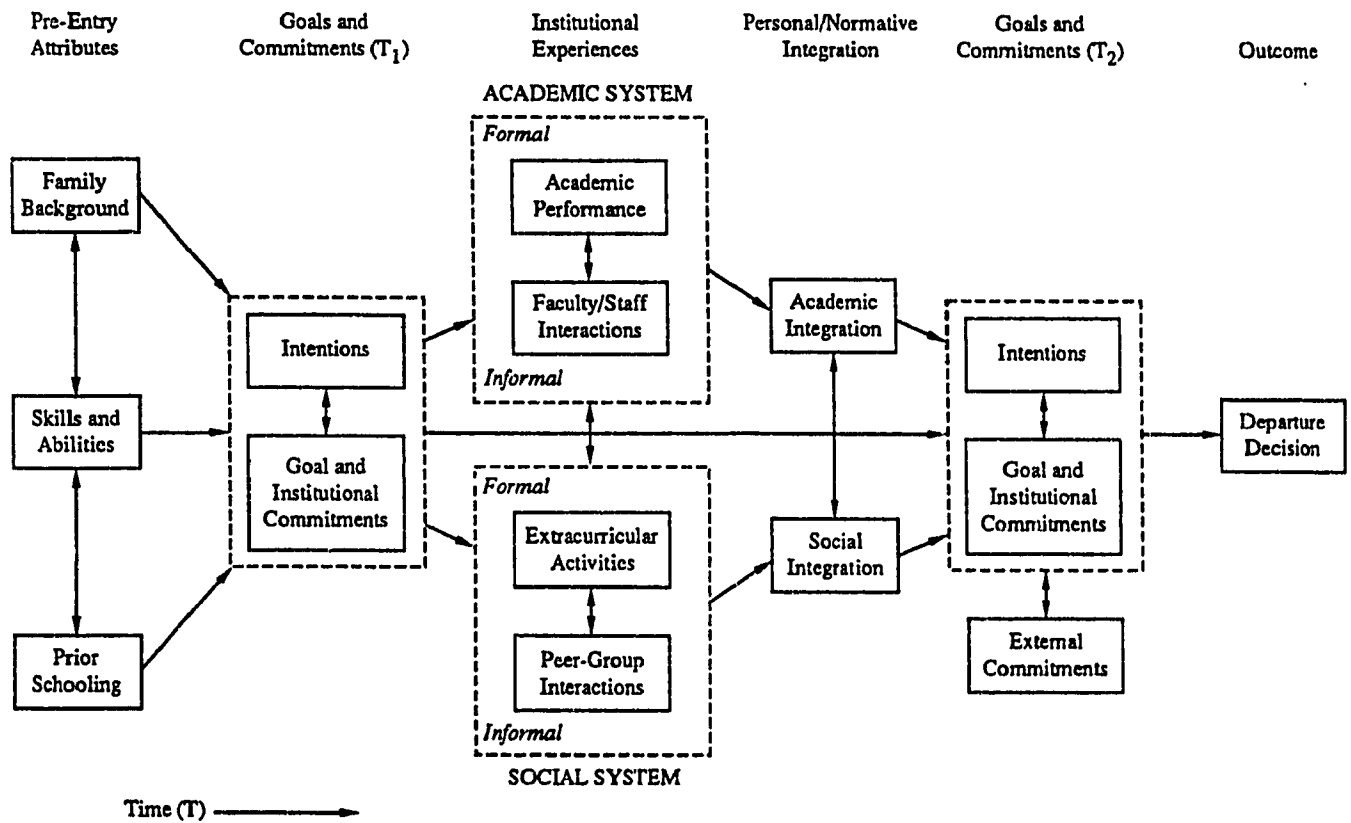 Pre-Entry
Attributes
Goals and
Commitments (T1)
Institutional
Experiences
Personal/Normative
Integration
Goals and
Commitments (T2)
Outcome
ACADEMIC SYSTEM
Formal
Family
Background
Academic
Performance
Faculty/Staff
Interactions
Academic
Integration
Intentions
Intentions
Informal
Skills and
Abilities
Goal and
Institutional
Commitments
Goal and
Institutional
Commitments
Departure
Decision
Formal
Extracurricular
Activities
Social
Integration
Prior
Schooling
Peer-Group
Interactions
External
Commitments
Informal
SOCIAL SYSTEM
Time (T)